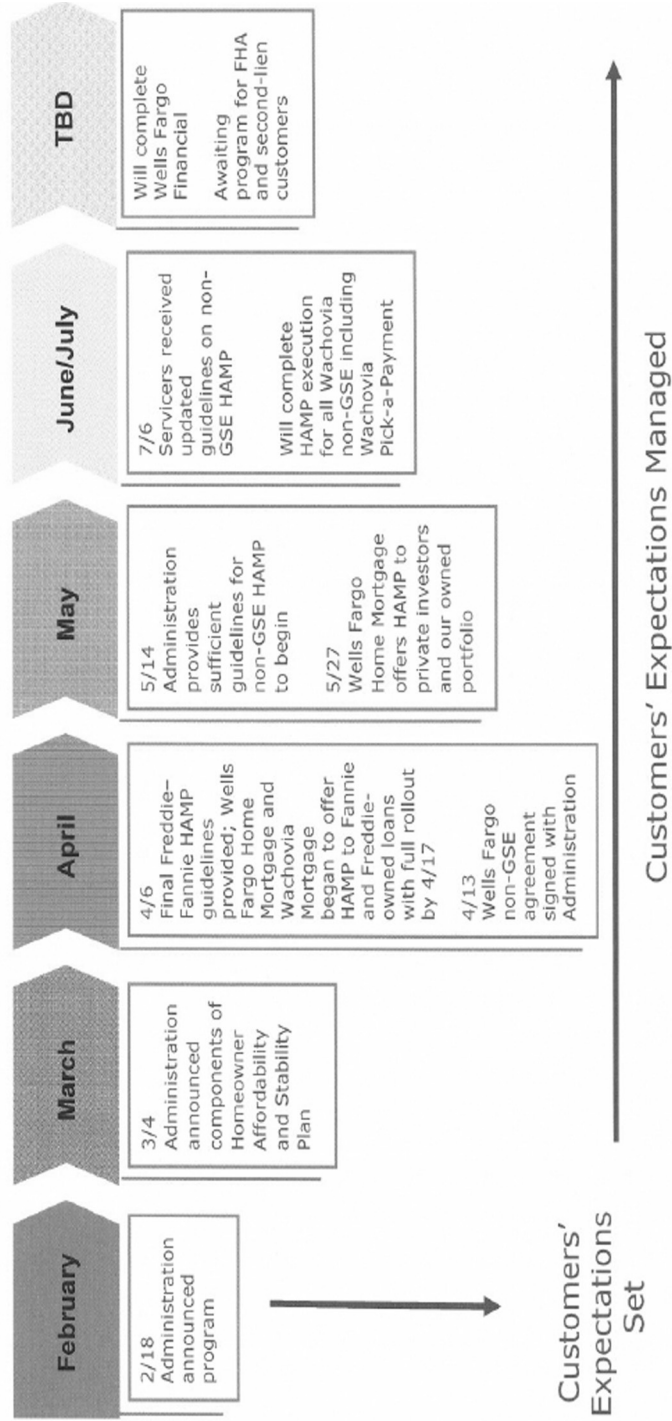 February
2/18
Administration
announced
program
March
3/4
Administration
announced
components of
Homeowner
Affordability
and Stability
Plan
April
4/6
Final Freddie–
Fannie HAMP
guidelines
provided; Wells
Fargo Home
Mortgage and
Wachovia
Mortgage
began to offer
HAMP to Fannie
and Freddie-
owned loans
with full rollout
by 4/17
4/13
Wells Fargo
non-GSE
agreement
signed with
Administration
May
5/14
Administration
provides
sufficient
guidelines for
non-GSE HAMP
to begin
5/27
Wells Fargo
Home Mortgage
offers HAMP to
private investors
and our owned
portfolio
June/July
7/6
Servicers received
updated
guidelines on non-
GSE HAMP
Will complete
HAMP execution
for all Wachovia
non-GSE including
Wachovia
Pick-a-Payment
TBD
Will complete
Wells Fargo
Financial
Awaiting
program for FHA
and second-lien
customers
Customers’
Expectations
Set
Customers’ Expectations Managed